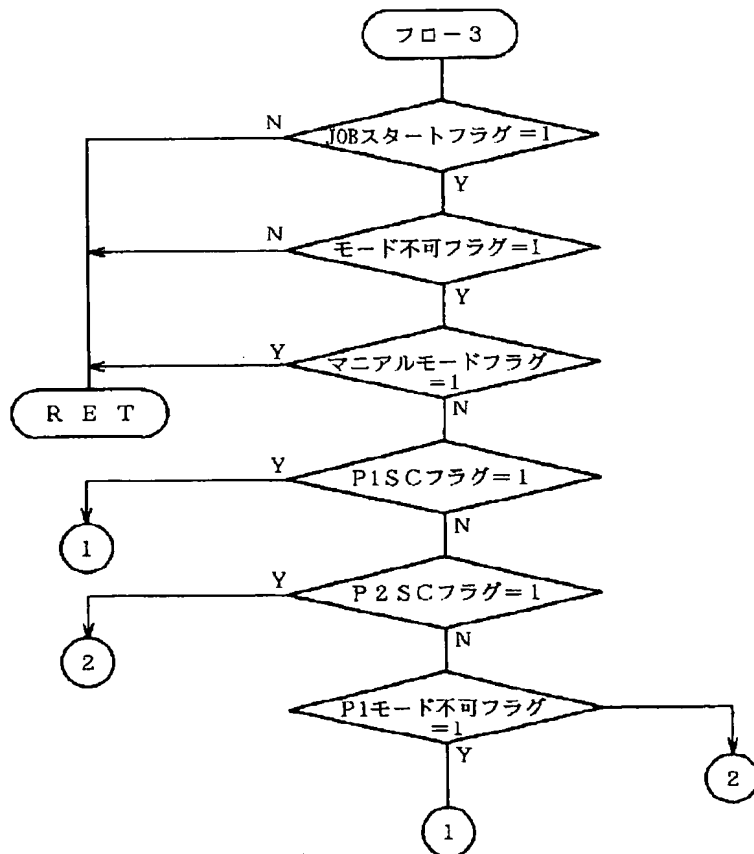 フロー3
N
JOBスタートフラグ=1
Y
N
モード不可フラグ=1
Y
Y
マニアルモードフラグ
=1
RET
N
Y
P1SCフラグ=1
1
N
Y
P2SCフラグ=1
2
N
P1モード不可フラグ
=1
Y
2
1